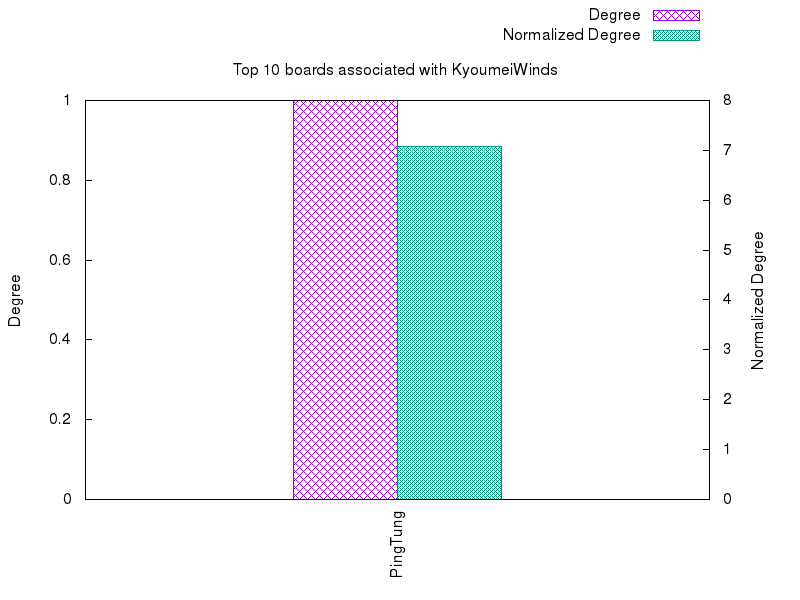 Degree
Normalized Degree
Top 10 boards associated with KyoumeiWinds
1
0.8
0.6
0.4
0.2
0
8
7
6
5
4
3
2
1
0
Degree
Normalized Degree
PingTung